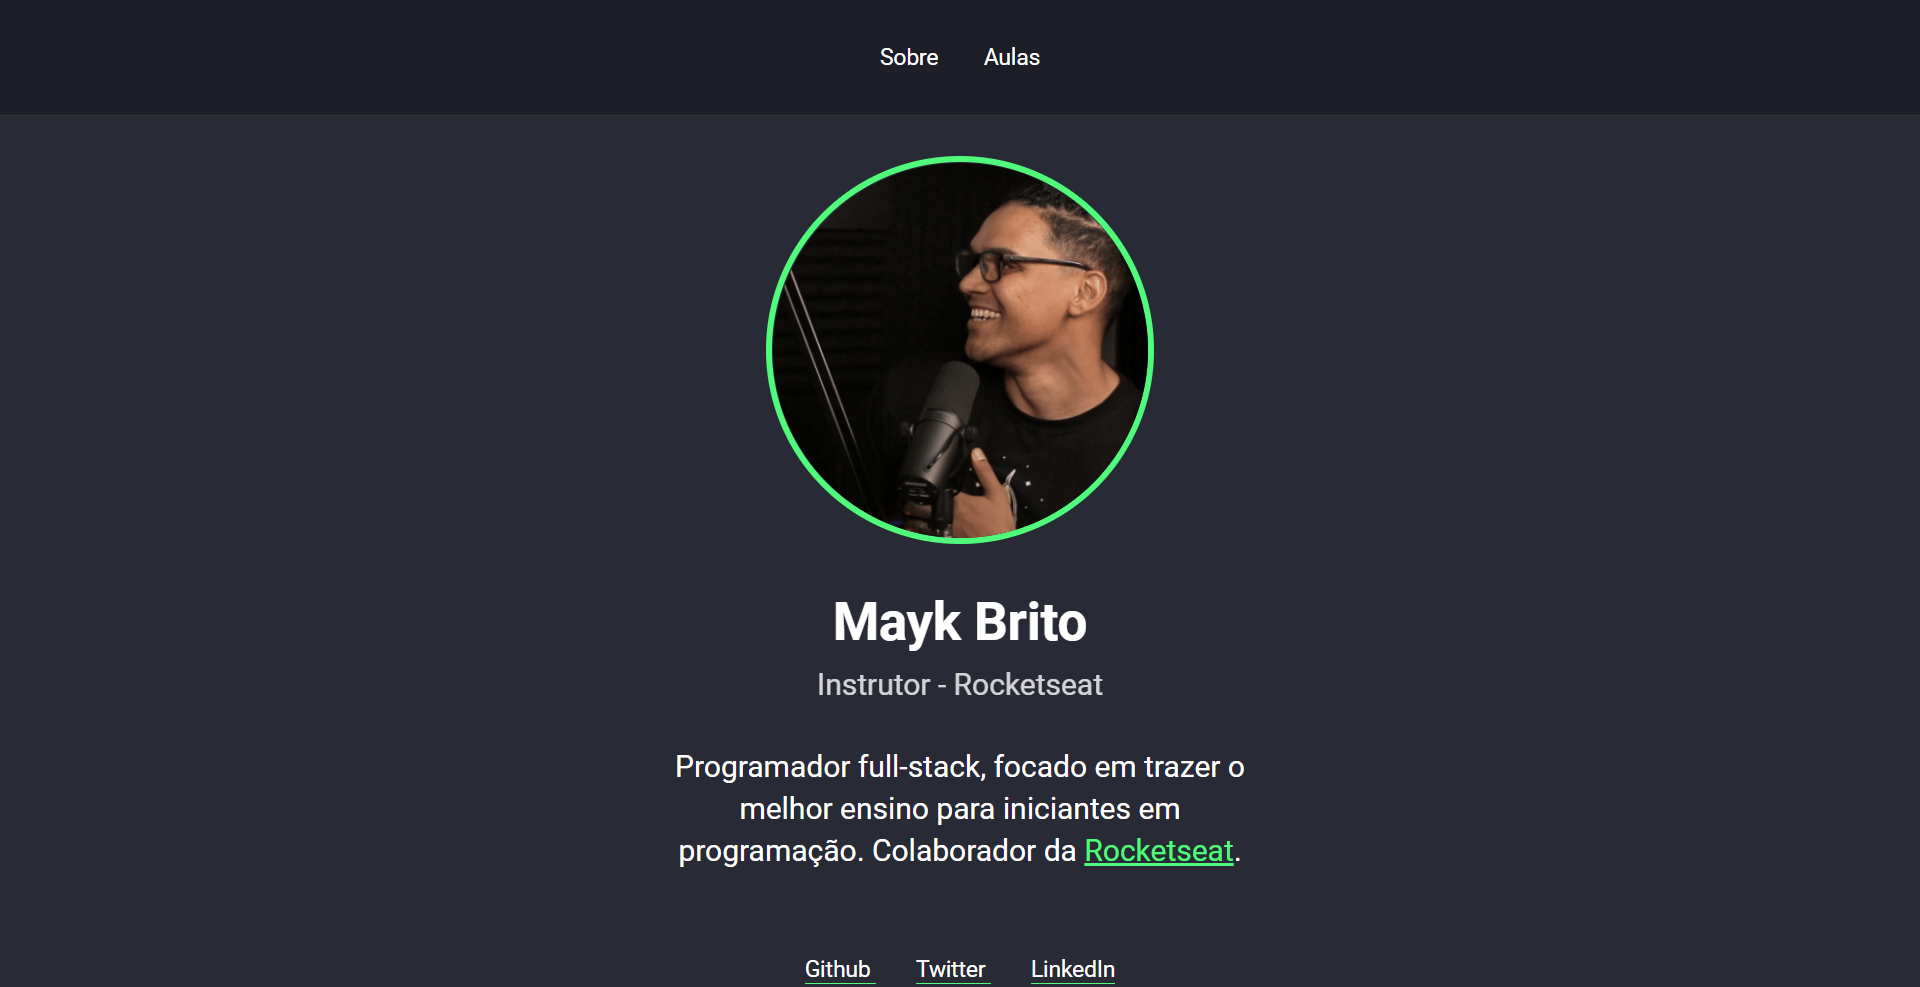 Sobre Aulas
Mayk Brito
Instrutor - Rocketseat
Programador full-stack, focado em trazer o
melhor ensino para iniciantes em
programação. Colaborador da Rocketseat.
Github Twitter LinkedIn